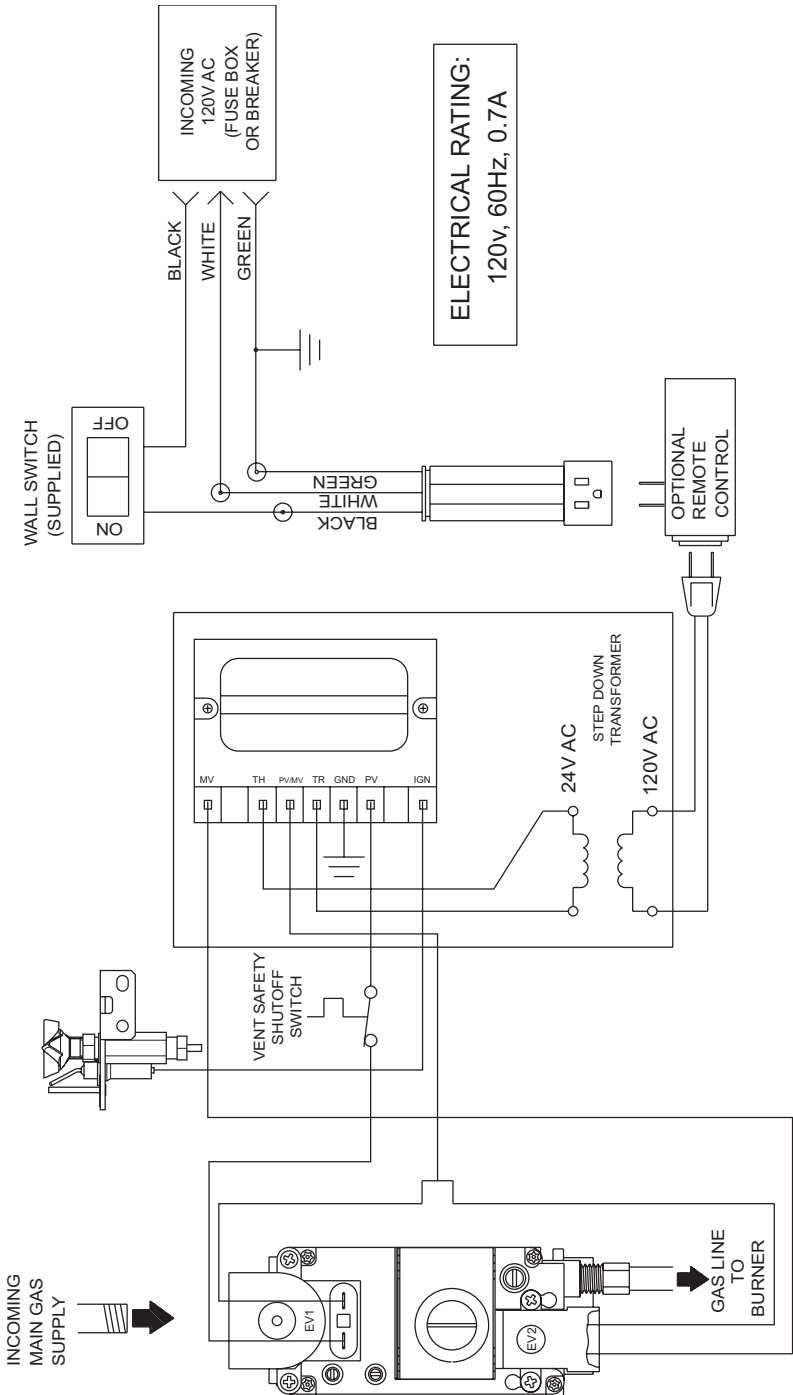 INCOMING
MAIN GAS
SUPPLY
EV1
EV2
GAS LINE
TO
BURNER
VENT SAFETY
SHUTOFF
SWITCH
MV
TH
PV/MV
TR
GND
PV
IGN
24V AC
STEP DOWN
TRANSFORMER
120V AC
WALL SWITCH
(SUPPLIED)
ON
OFF
BLACK
WHITE
GREEN
BLACK
WHITE
GREEN
INCOMING
120V AC
(FUSE BOX
OR BREAKER)
OPTIONAL
REMOTE
CONTROL
ELECTRICAL RATING:
120v, 60Hz, 0.7A